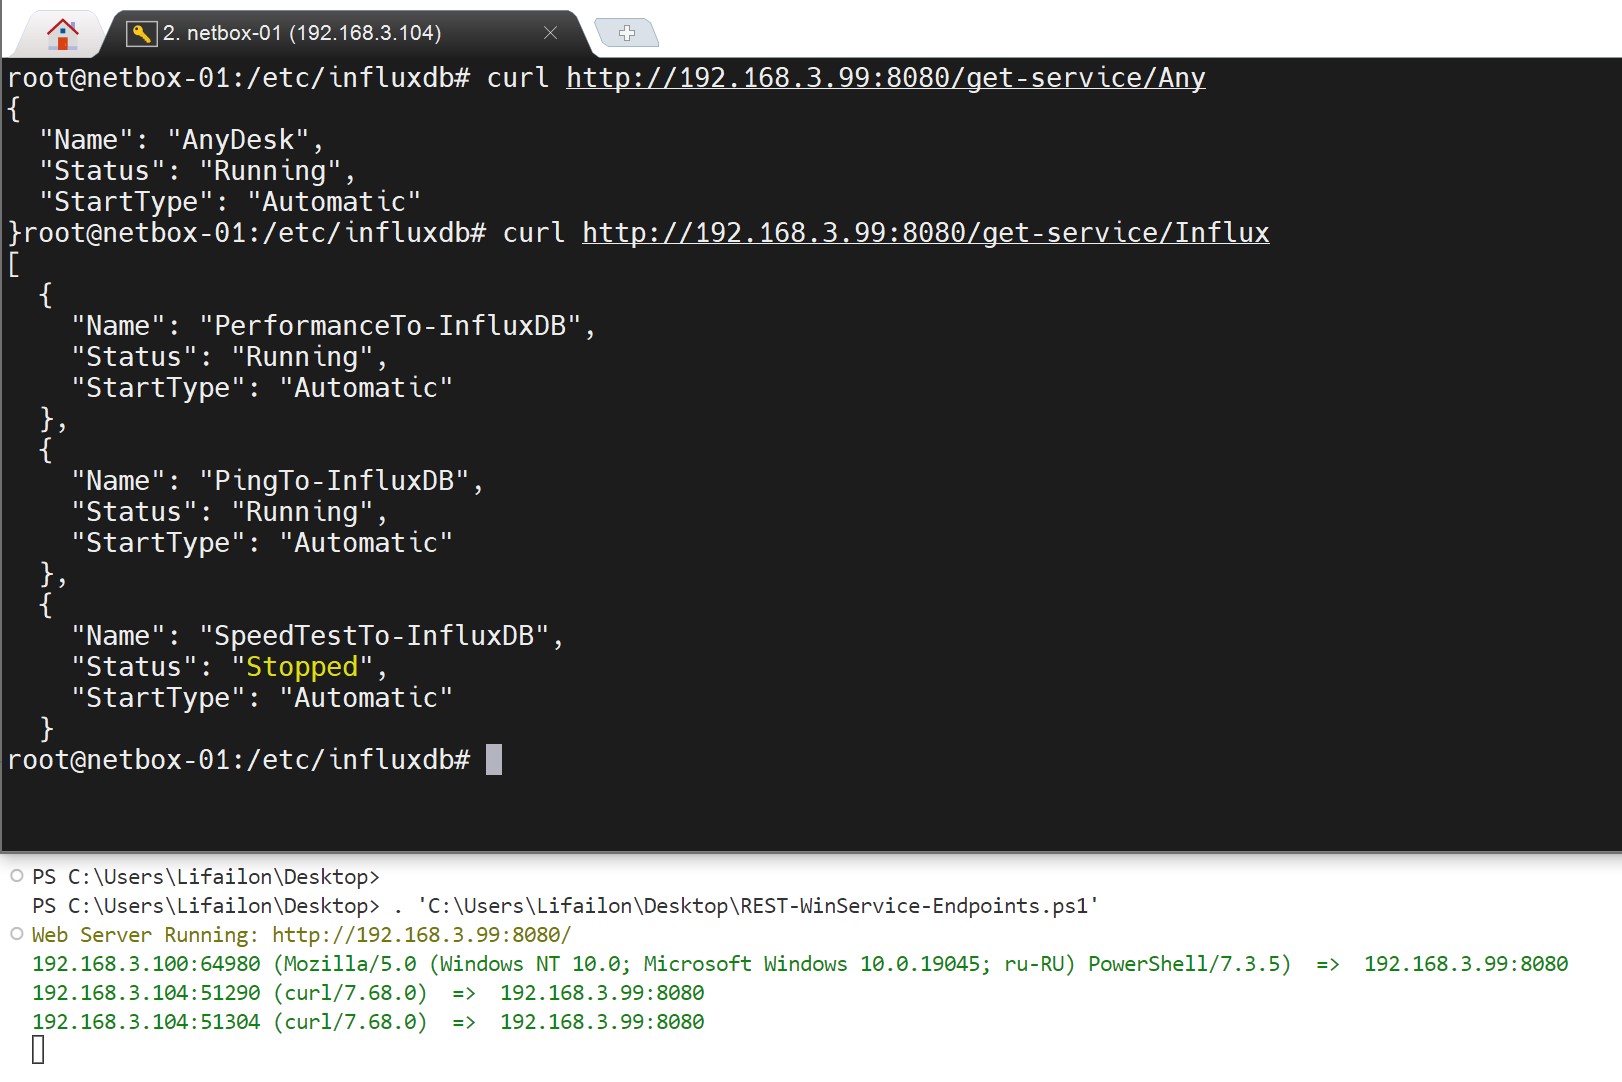 2. netbox-01 (192.168.3.104)
root@netbox-01:/etc/influxdb# curl http://192.168.3.99:8080/get-service/Any
{
  "Name": "AnyDesk",
  "Status": "Running",
  "StartType": "Automatic"
}root@netbox-01:/etc/influxdb# curl http://192.168.3.99:8080/get-service/Influx
[
  {
    "Name": "PerformanceTo-InfluxDB",
    "Status": "Running",
    "StartType": "Automatic"
  },
  {
    "Name": "PingTo-InfluxDB",
    "Status": "Running",
    "StartType": "Automatic"
  },
  {
    "Name": "SpeedTestTo-InfluxDB",
    "Status": "Stopped",
    "StartType": "Automatic"
  }
root@netbox-01:/etc/influxdb#
PS C:\Users\Lifailon\Desktop>
PS C:\Users\Lifailon\Desktop> . 'C:\Users\Lifailon\Desktop\REST-WinService-Endpoints.ps1'
Web Server Running: http://192.168.3.99:8080/
192.168.3.100:64980 (Mozilla/5.0 (Windows NT 10.0; Microsoft Windows 10.0.19045; ru-RU) PowerShell/7.3.5)  =>  192.168.3.99:8080
192.168.3.104:51290 (curl/7.68.0)  =>  192.168.3.99:8080
192.168.3.104:51304 (curl/7.68.0)  =>  192.168.3.99:8080